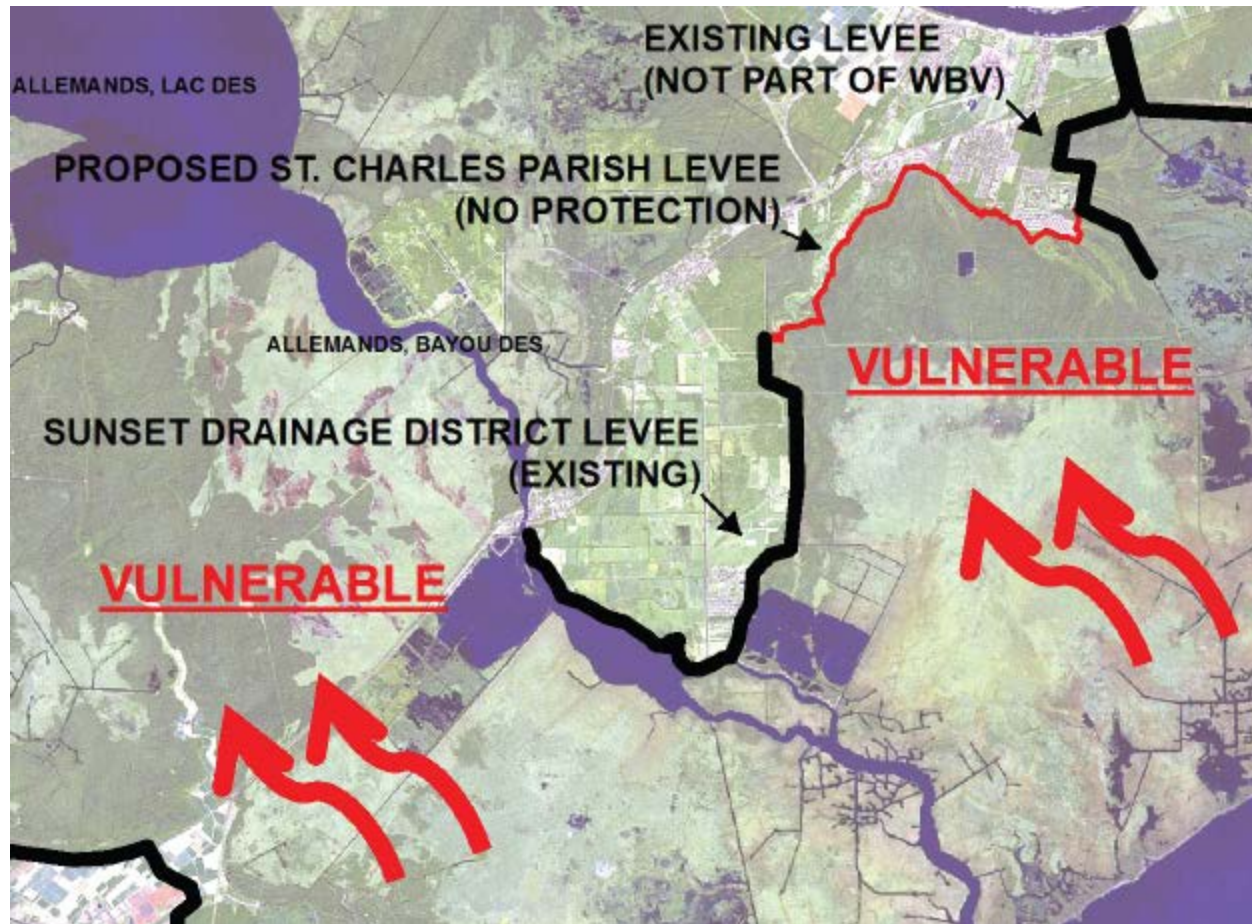 EXISTING LEVEE
(NOT PART OF WBV)
ALLEMANDS, LAC DES
PROPOSED ST. CHARLES PARISH LEVEE
(NO PROTECTION)
ALLEMANDS, BAYOU DES
VULNERABLE
SUNSET DRAINAGE DISTRICT LEVEE
(EXISTING)
VULNERABLE